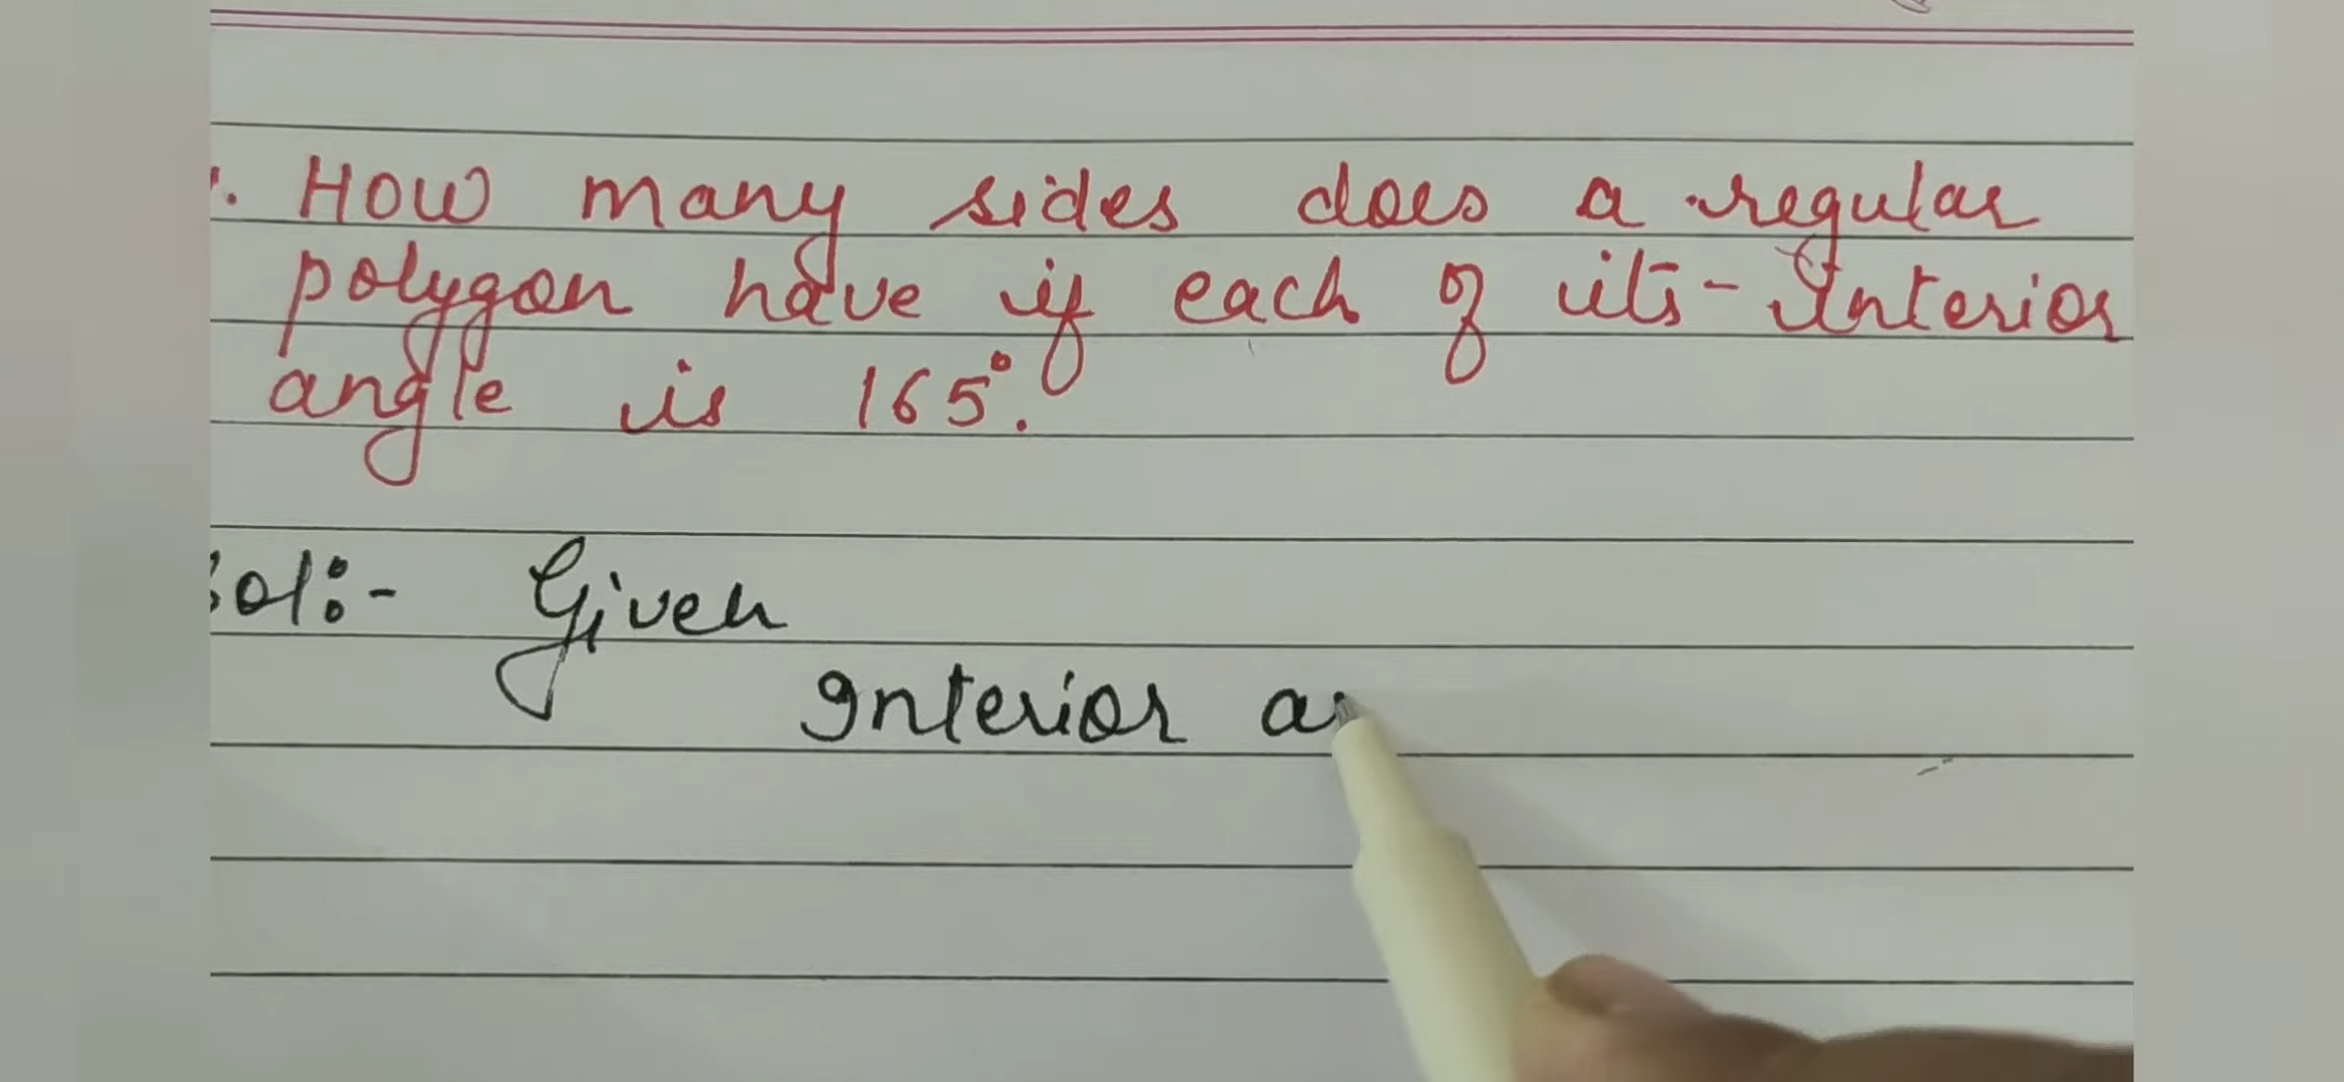 . How many sides does a regular
polygon have if each of its - Interior
angle is 165°.
Sol:- Given
Interior